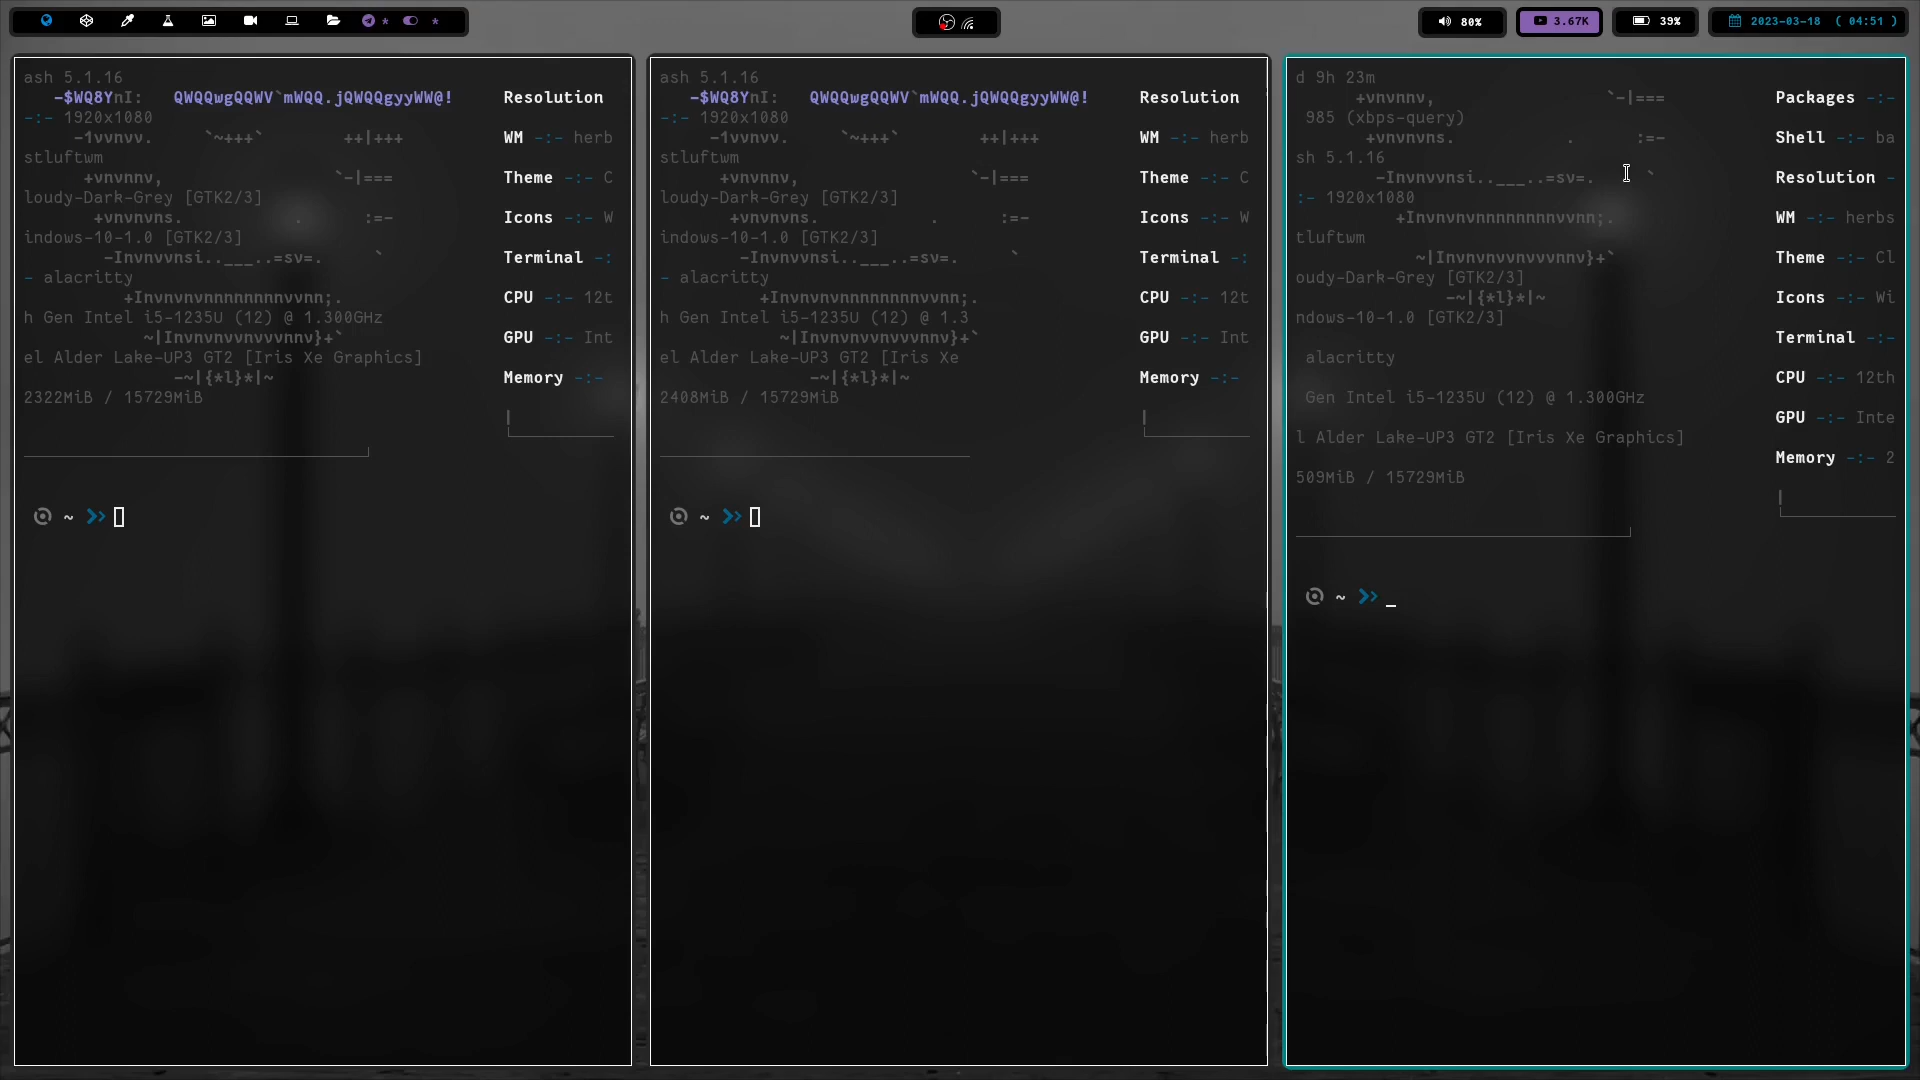 * * 80% 3.67K 39% 2023-03-18 ( 04:51 )
ash 5.1.16
-$WQ8YnI: QWQQwgQQWV`mWQQ.jQWQQgyyWW@! Resolution
-:- 1920x1080
-1vvnvv. `~+++` ++|+++ WM -:- herb
stluftwm
+vnvnnv, `-|=== Theme -:- C
loudy-Dark-Grey [GTK2/3]
+vnvnvns. . :=- Icons -:- W
indows-10-1.0 [GTK2/3]
-Invnvvnsi..___..=sv=. ` Terminal -:
- alacritty
+Invnvnvnnnnnnnnvvnn;. CPU -:- 12t
h Gen Intel i5-1235U (12) @ 1.300GHz
~|Invnvnvvnvvvnnv}+` GPU -:- Int
el Alder Lake-UP3 GT2 [Iris Xe Graphics]
-~|{*l}*|~ Memory -:-
2322MiB / 15729MiB
~
ash 5.1.16
-$WQ8YnI: QWQQwgQQWV`mWQQ.jQWQQgyyWW@! Resolution
-:- 1920x1080
-1vvnvv. `~+++` ++|+++ WM -:- herb
stluftwm
+vnvnnv, `-|=== Theme -:- C
loudy-Dark-Grey [GTK2/3]
+vnvnvns. . :=- Icons -:- W
indows-10-1.0 [GTK2/3]
-Invnvvnsi..___..=sv=. ` Terminal -:
- alacritty
+Invnvnvnnnnnnnnvvnn;. CPU -:- 12t
h Gen Intel i5-1235U (12) @ 1.3
~|Invnvnvvnvvvnnv}+` GPU -:- Int
el Alder Lake-UP3 GT2 [Iris Xe
-~|{*l}*|~ Memory -:-
2408MiB / 15729MiB
~
d 9h 23m
+vnvnnv, `-|=== Packages -:-
985 (xbps-query)
+vnvnvns. . :=- Shell -:- ba
sh 5.1.16
-Invnvvnsi..___..=sv=. ` Resolution -
:- 1920x1080
+Invnvnvnnnnnnnnvvnn;. WM -:- herbs
tluftwm
~|Invnvnvvnvvvnnv}+` Theme -:- Cl
oudy-Dark-Grey [GTK2/3]
-~|{*l}*|~ Icons -:- Wi
ndows-10-1.0 [GTK2/3]
Terminal -:-
alacritty
CPU -:- 12th
Gen Intel i5-1235U (12) @ 1.300GHz
GPU -:- Inte
l Alder Lake-UP3 GT2 [Iris Xe Graphics]
Memory -:- 2
509MiB / 15729MiB
~ _